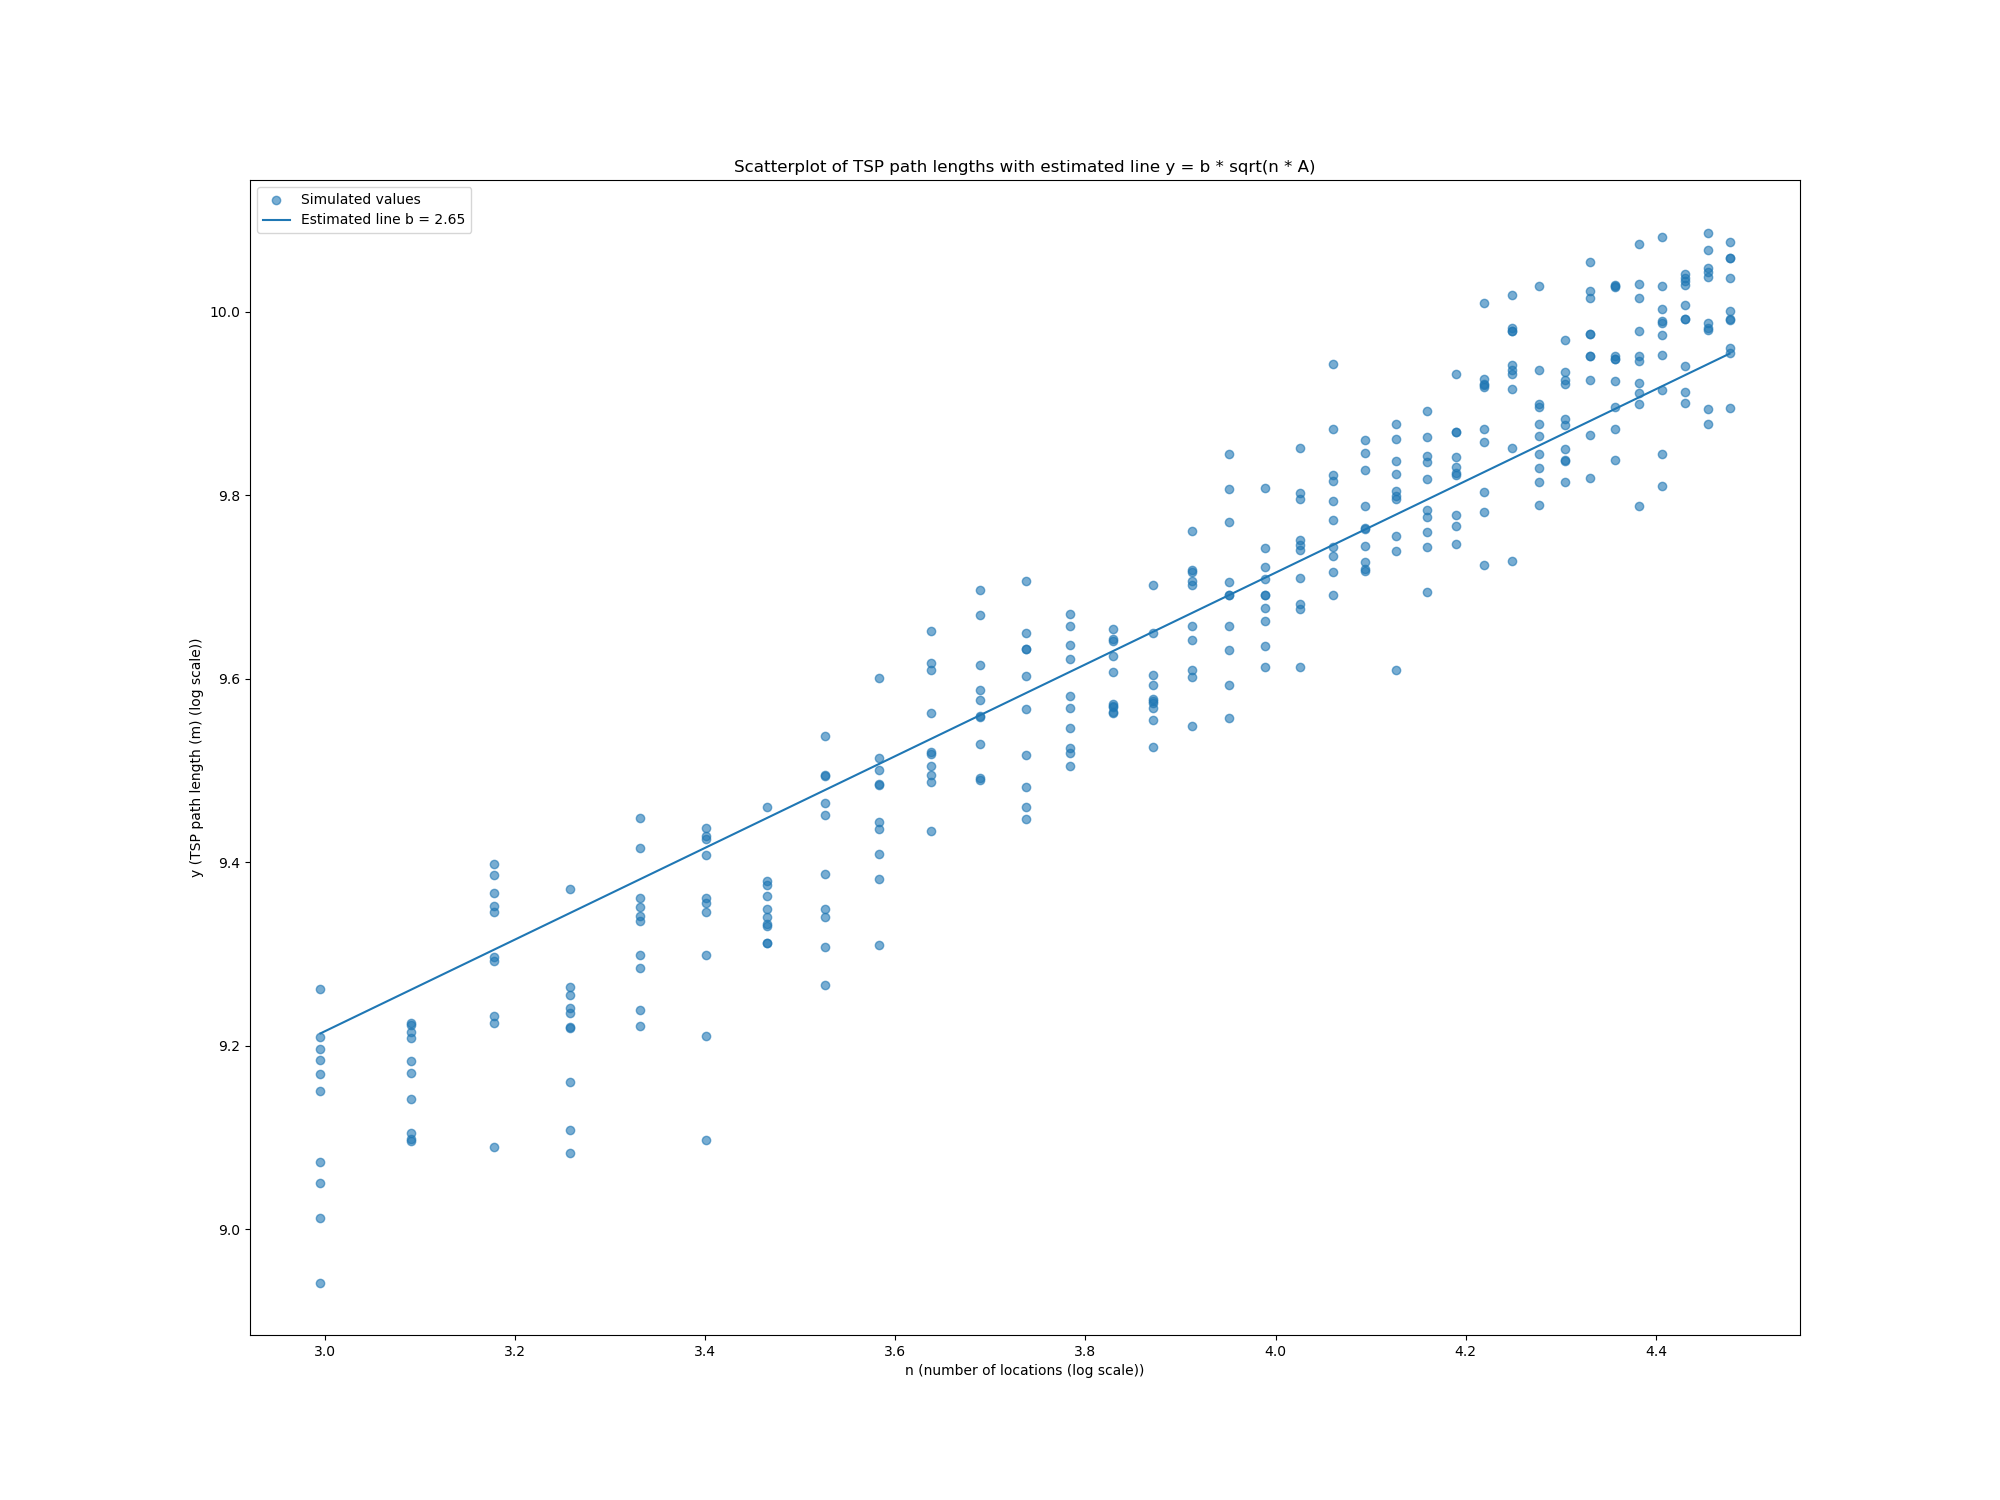 Scatterplot of TSP path lengths with estimated line y = b * sqrt(n * A)
Simulated values
Estimated line b = 2.65
10.0
9.8
9.6
9.4
9.2
9.0
y (TSP path length (m) (log scale))
3.0 3.2 3.4 3.6 3.8 4.0 4.2 4.4
n (number of locations (log scale))